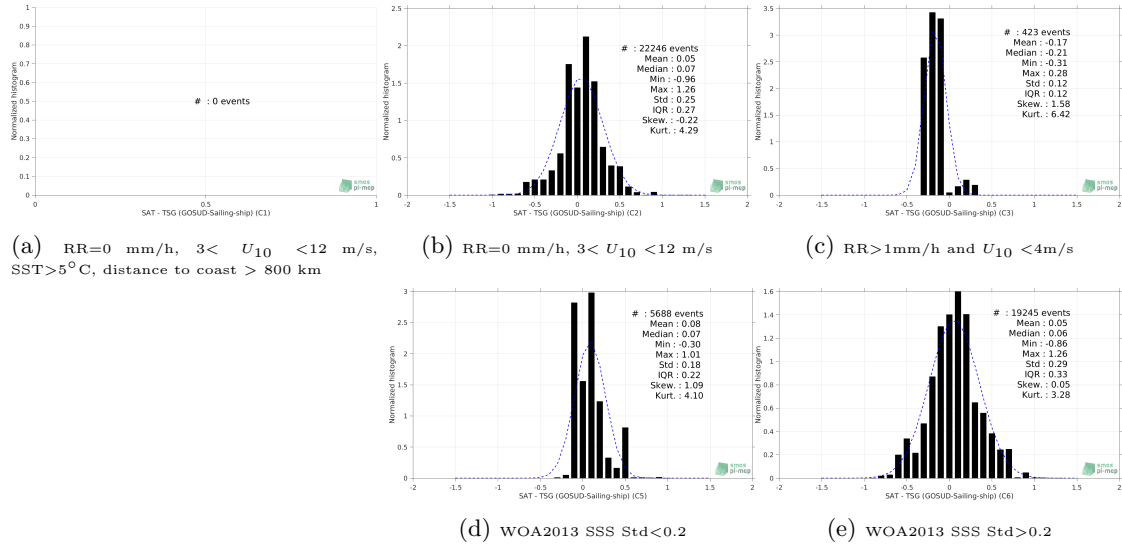 1
0.9
0.8
0.7
0.6
0.5
0.4
0.3
0.2
0.1
0
Normalized histogram
# : 0 events
0 0.5 1
SAT - TSG (GOSUD-Sailing-ship) (C1)
smos
pi-mep
(a) RR=0 mm/h, 3< U10 <12 m/s,
SST>5°C, distance to coast > 800 km
2.5
2
1.5
1
0.5
0
Normalized histogram
# : 22246 events
Mean : 0.05
Median : 0.07
Min : -0.96
Max : 1.26
Std : 0.25
IQR : 0.27
Skew. : -0.22
Kurt. : 4.29
smos
pi-mep
-2 -1.5 -1 -0.5 0 0.5 1 1.5 2
SAT - TSG (GOSUD-Sailing-ship) (C2)
(b) RR=0 mm/h, 3< U10 <12 m/s
3.5
3
2.5
2
1.5
1
0.5
0
Normalized histogram
# : 423 events
Mean : -0.17
Median : -0.21
Min : -0.31
Max : 0.28
Std : 0.12
IQR : 0.12
Skew. : 1.58
Kurt. : 6.42
smos
pi-mep
-2 -1.5 -1 -0.5 0 0.5 1 1.5 2
SAT - TSG (GOSUD-Sailing-ship) (C3)
(c) RR>1mm/h and U10 <4m/s
3
2.5
2
1.5
1
0.5
0
Normalized histogram
# : 5688 events
Mean : 0.08
Median : 0.07
Min : -0.30
Max : 1.01
Std : 0.18
IQR : 0.22
Skew. : 1.09
Kurt. : 4.10
smos
pi-mep
-2 -1.5 -1 -0.5 0 0.5 1 1.5 2
SAT - TSG (GOSUD-Sailing-ship) (C5)
(d) WOA2013 SSS Std<0.2
1.6
1.4
1.2
1
0.8
0.6
0.4
0.2
0
Normalized histogram
# : 19245 events
Mean : 0.05
Median : 0.06
Min : -0.86
Max : 1.26
Std : 0.29
IQR : 0.33
Skew. : 0.05
Kurt. : 3.28
smos
pi-mep
-2 -1.5 -1 -0.5 0 0.5 1 1.5 2
SAT - TSG (GOSUD-Sailing-ship) (C6)
(e) WOA2013 SSS Std>0.2